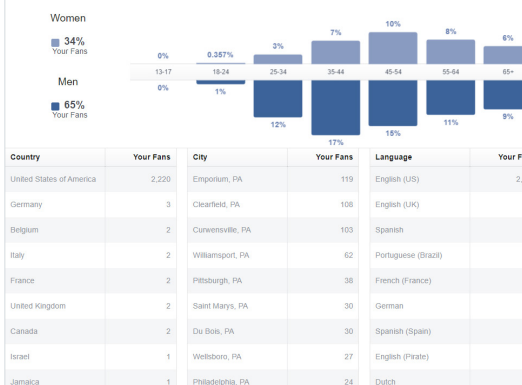 Women
34%
Your Fans
0% 0.357% 3% 7% 10% 8% 6%
13-17 18-24 25-34 35-44 45-54 55-64 65+
Men
65%
Your Fans
0% 1% 12% 17% 15% 11% 9%
Country Your Fans City Your Fans Language Your F
United States of America 2,220 Emporium, PA 119 English (US) 2,
Germany 3 Clearfield, PA 108 English (UK)
Belgium 2 Curwensville, PA 103 Spanish
Italy 2 Williamsport, PA 62 Portuguese (Brazil)
France 2 Pittsburgh, PA 38 French (France)
United Kingdom 2 Saint Marys, PA 30 German
Canada 2 Du Bois, PA 30 Spanish (Spain)
Israel 1 Wellsboro, PA 27 English (Pirate)
Jamaica 1 Philadelphia, PA 24 Dutch